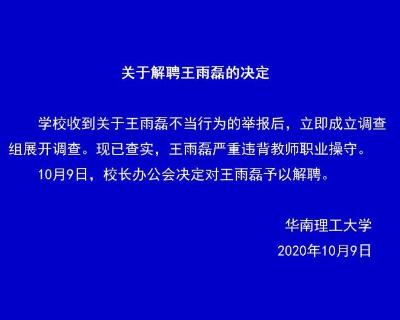 关于解聘王雨磊的决定
学校收到关于王雨磊不当行为的举报后，立即成立调查
组展开调查。现已查实，王雨磊严重违背教师职业操守。
10月9日，校长办公会决定对王雨磊予以解聘。
华南理工大学
2020年10月9日